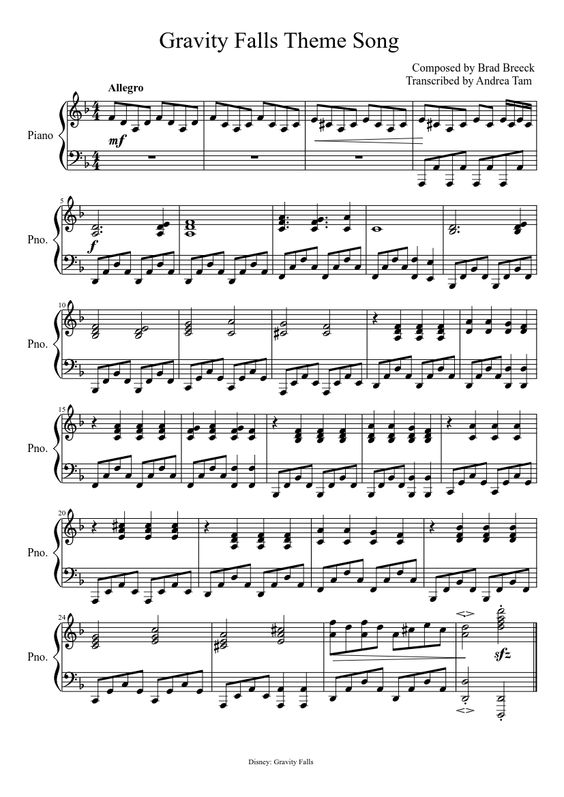 Gravity Falls Theme Song
Composed by Brad Breeck
Transcribed by Andrea Tam
Allegro
Piano
mf
5
Pno.
f
10
Pno.
15
Pno.
20
Pno.
24
Pno.
sfz
Disney: Gravity Falls